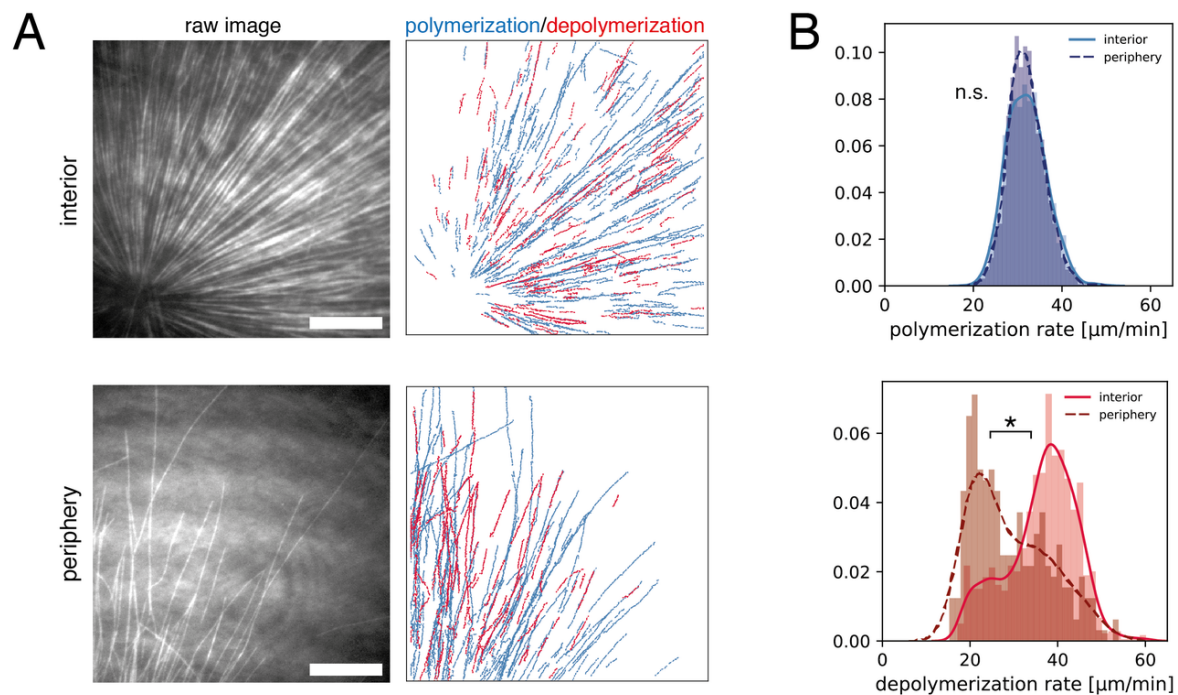 A
raw image
polymerization/depolymerization
interior
periphery
B
0.10
0.08
0.06
0.04
0.02
0.00
n.s.
interior
periphery
0
20
40
60
polymerization rate [µm/min]
0.06
0.04
0.02
0.00
*
interior
periphery
0
20
40
60
depolymerization rate [µm/min]